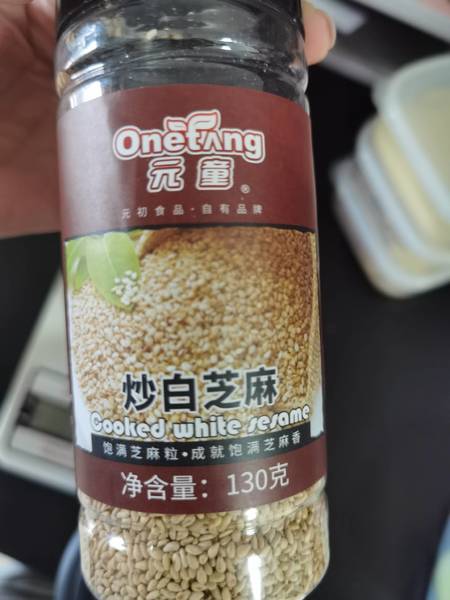 OneTang
元童®
元初食品·自有品牌
炒白芝麻
Cooked white sesame
饱满芝麻粒•成就饱满芝麻香
净含量：130克